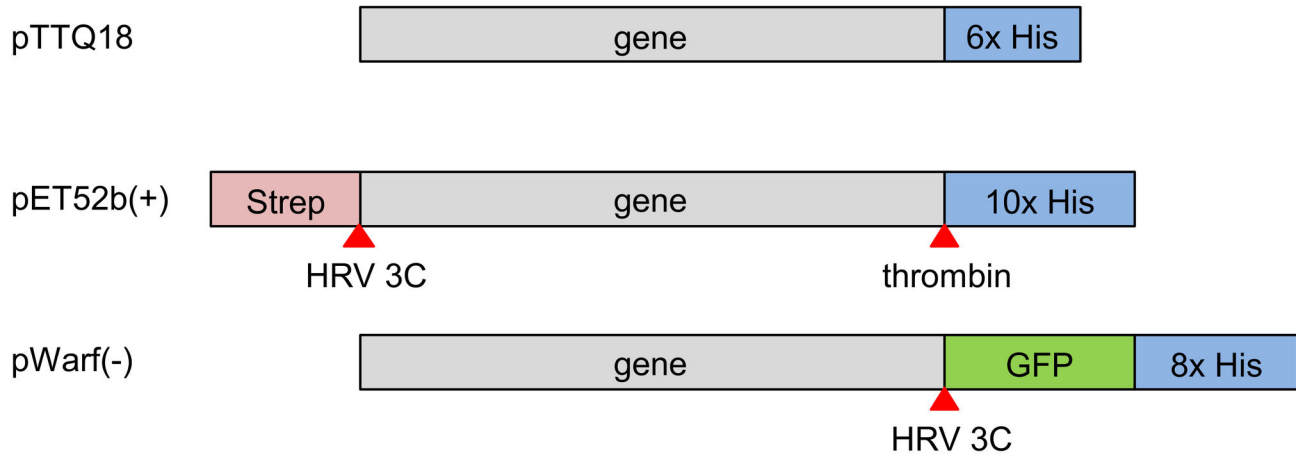 pTTQ18 gene 6x His
pET52b(+) Strep gene 10x His
HRV 3C thrombin
pWarf(-) gene GFP 8x His
HRV 3C